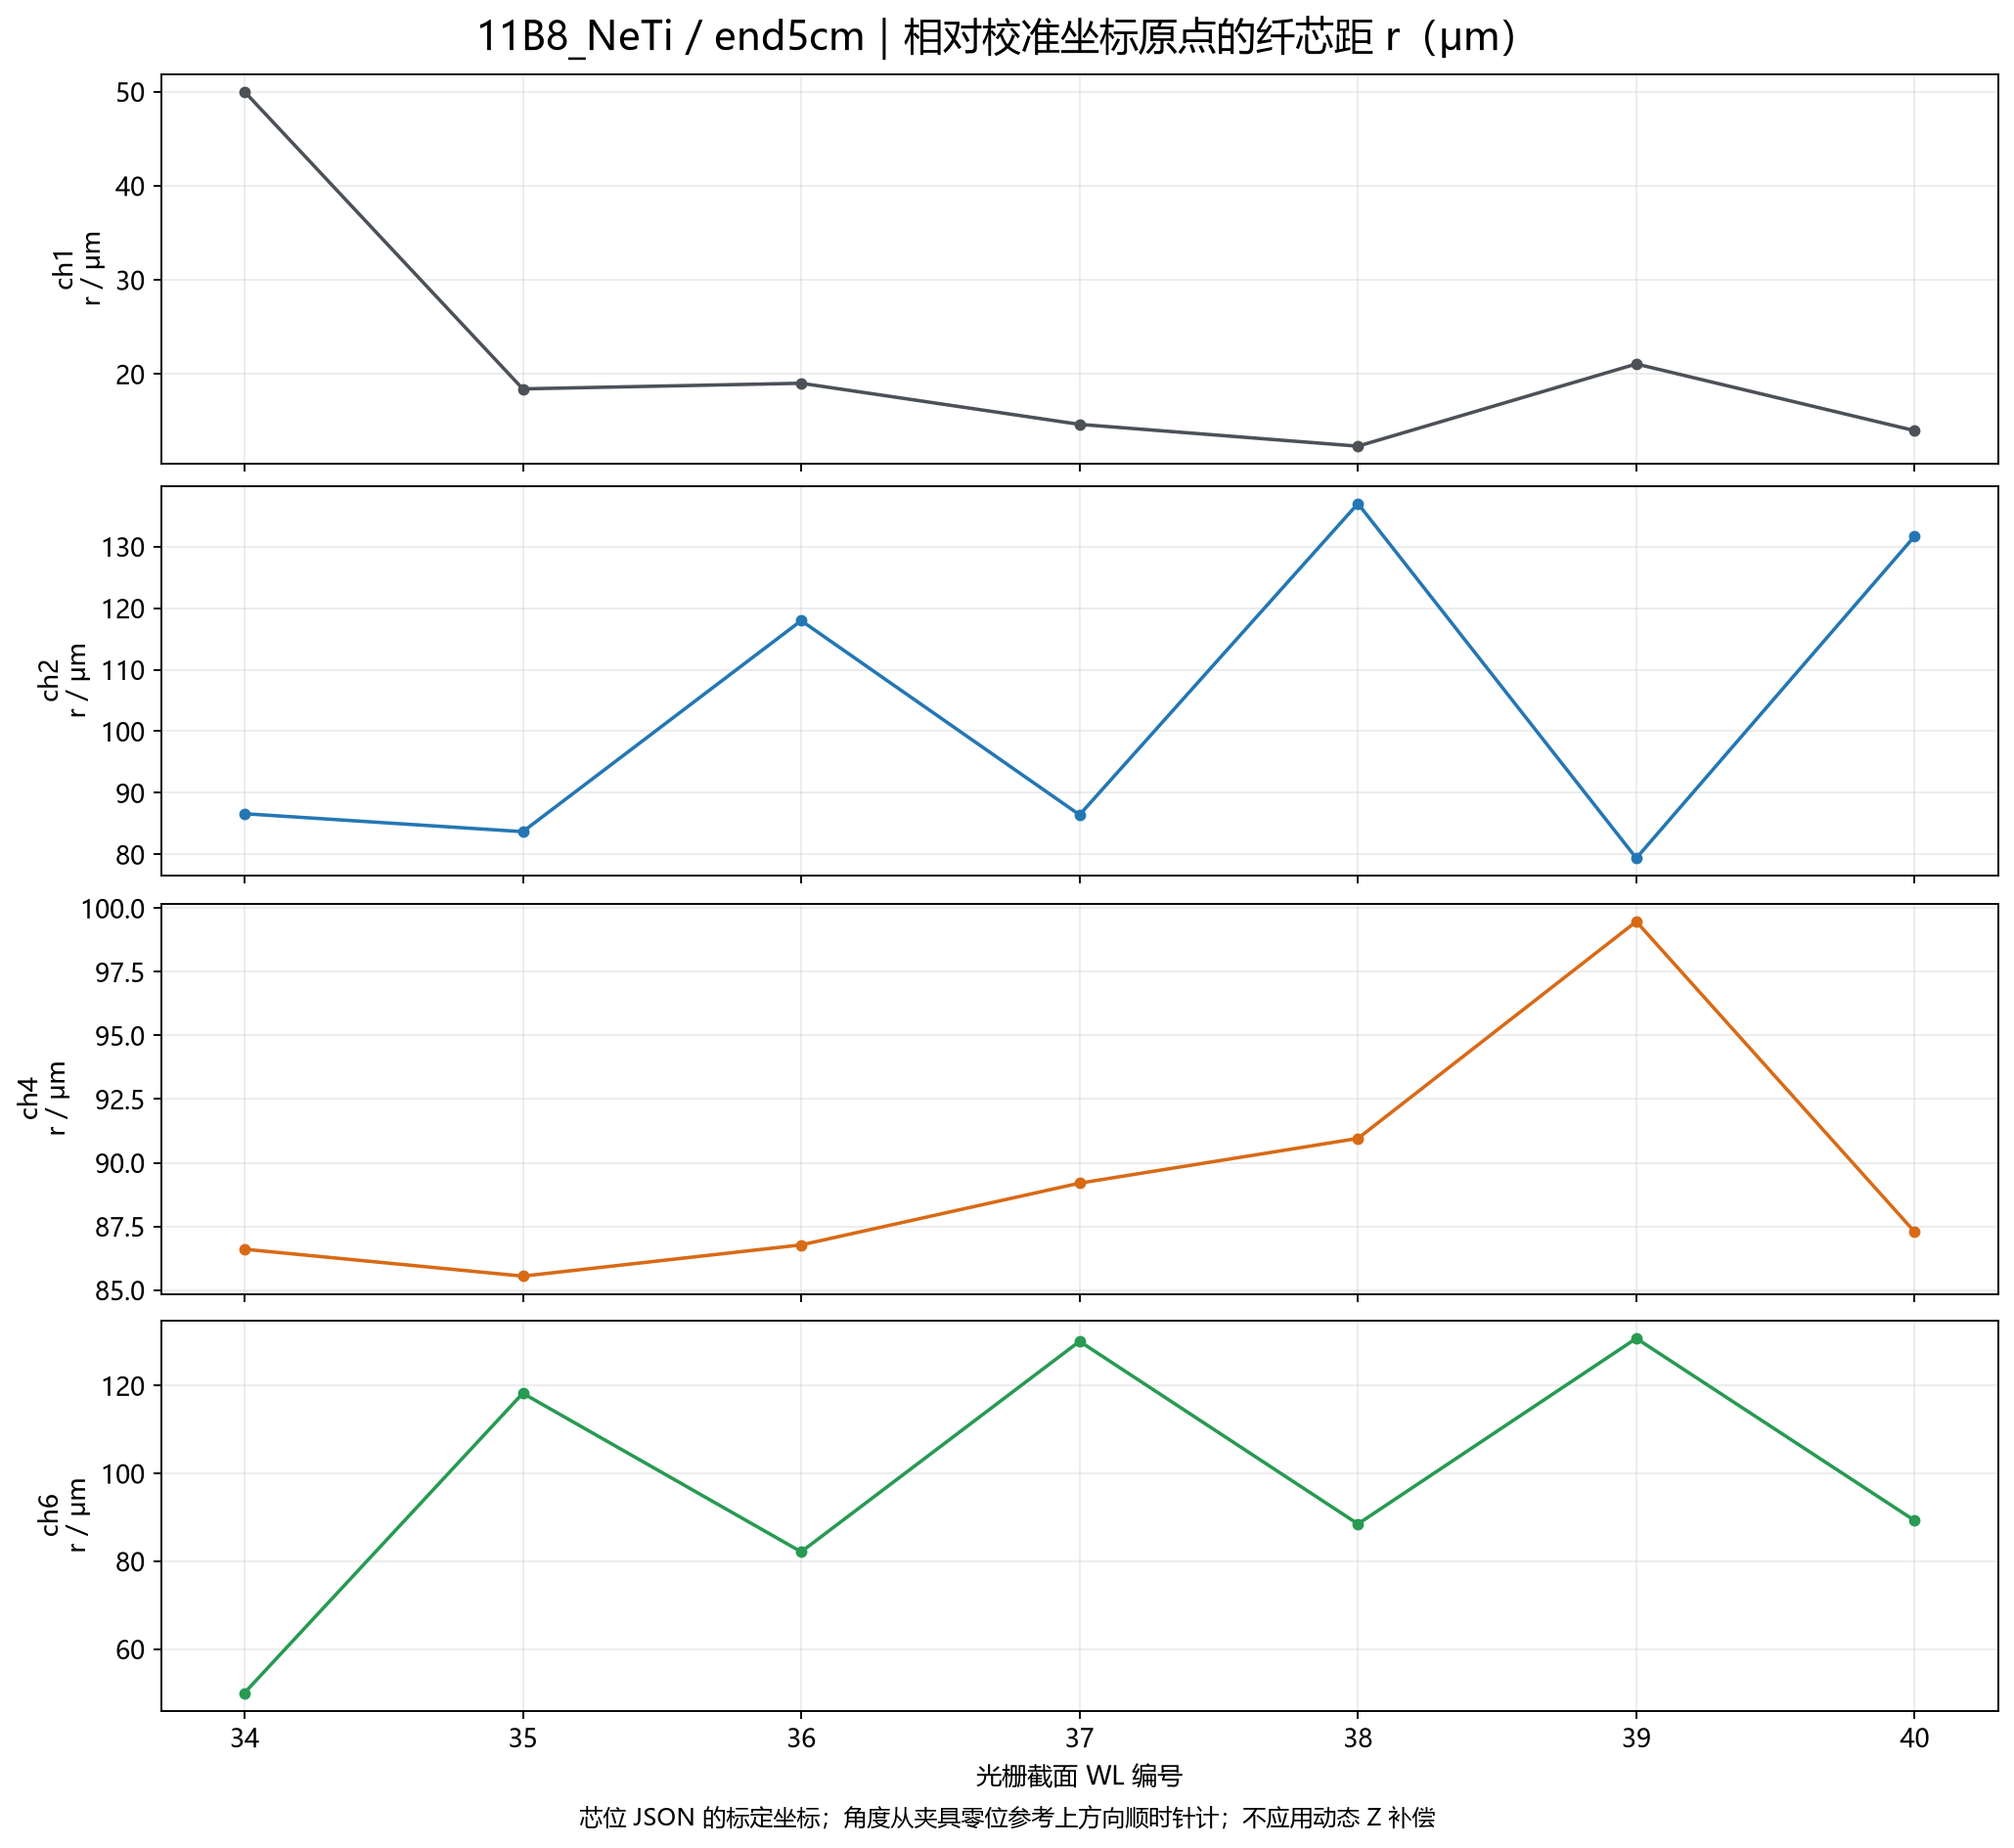 11B8_NeTi / end5cm | 相对校准坐标原点的纤芯距 r（μm）
50
40
30
20
ch1
r / μm
130
120
110
100
90
80
ch2
r / μm
100.0
97.5
95.0
92.5
90.0
87.5
85.0
ch4
r / μm
120
100
80
60
ch6
r / μm
34 35 36 37 38 39 40
光栅截面 WL 编号
芯位 JSON 的标定坐标；角度从夹具零位参考上方向顺时针计；不应用动态 Z 补偿